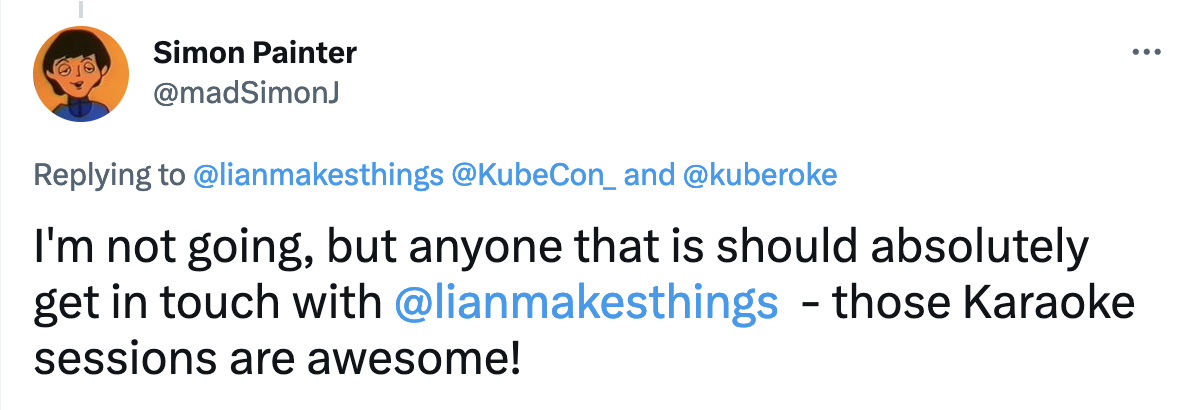 Simon Painter
@madSimonJ
Replying to @lianmakesthings @KubeCon_ and @kuberoke
I'm not going, but anyone that is should absolutely
get in touch with @lianmakesthings - those Karaoke
sessions are awesome!